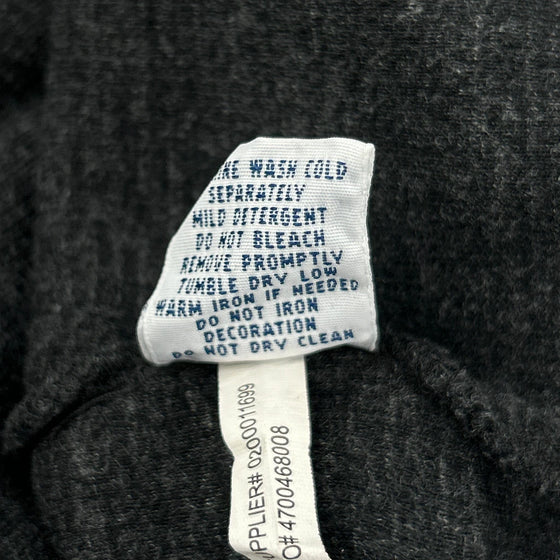 WASH COLD
SEPARATELY
MILD DETERGENT
DO NOT BLEACH
REMOVE PROMPTLY
TUMBLE DRY LOW
WARM IRON IF NEEDED
DO NOT IRON
DECORATION
DO NOT DRY CLEAN
UPPLIER# 0200011699
O# 4700468008